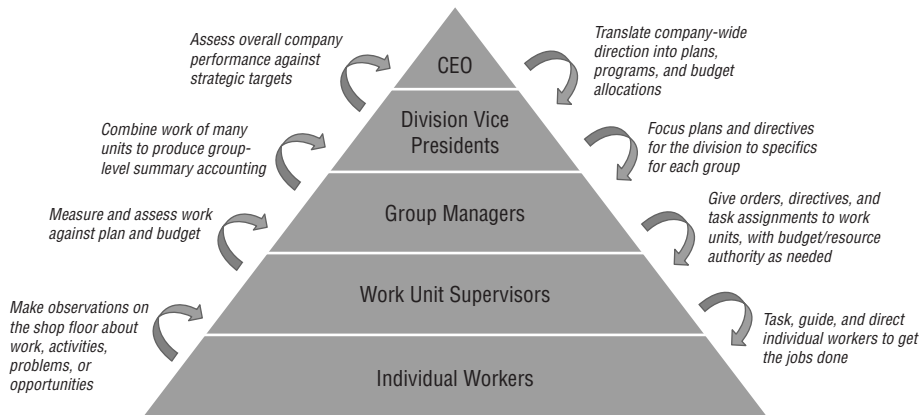 Assess overall company
performance against
strategic targets
CEO
Translate company-wide
direction into plans,
programs, and budget
allocations
Combine work of many
units to produce group-
level summary accounting
Division Vice
Presidents
Focus plans and directives
for the division to specifics
for each group
Measure and assess work
against plan and budget
Group Managers
Give orders, directives, and
task assignments to work
units, with budget/resource
authority as needed
Make observations on
the shop floor about
work, activities,
problems, or
opportunities
Work Unit Supervisors
Task, guide, and direct
individual workers to get
the jobs done
Individual Workers